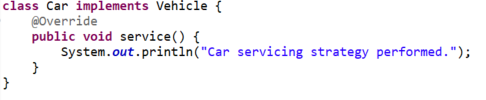 class Car implements Vehicle {
    @Override
    public void service() {
        System.out.println("Car servicing strategy performed.");
    }
}